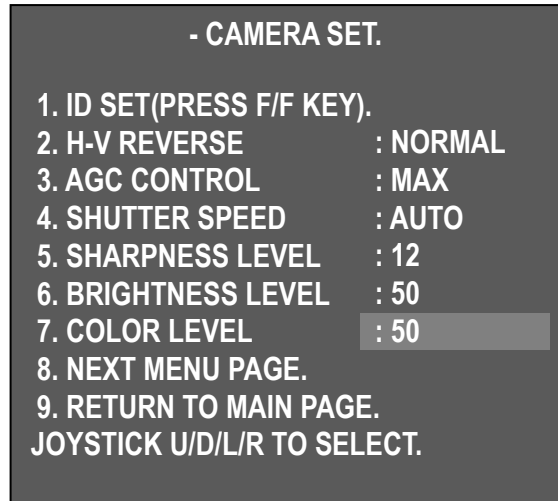 - CAMERA SET.
1. ID SET(PRESS F/F KEY).
2. H-V REVERSE : NORMAL
3. AGC CONTROL : MAX
4. SHUTTER SPEED : AUTO
5. SHARPNESS LEVEL : 12
6. BRIGHTNESS LEVEL : 50
7. COLOR LEVEL : 50
8. NEXT MENU PAGE.
9. RETURN TO MAIN PAGE.
JOYSTICK U/D/L/R TO SELECT.